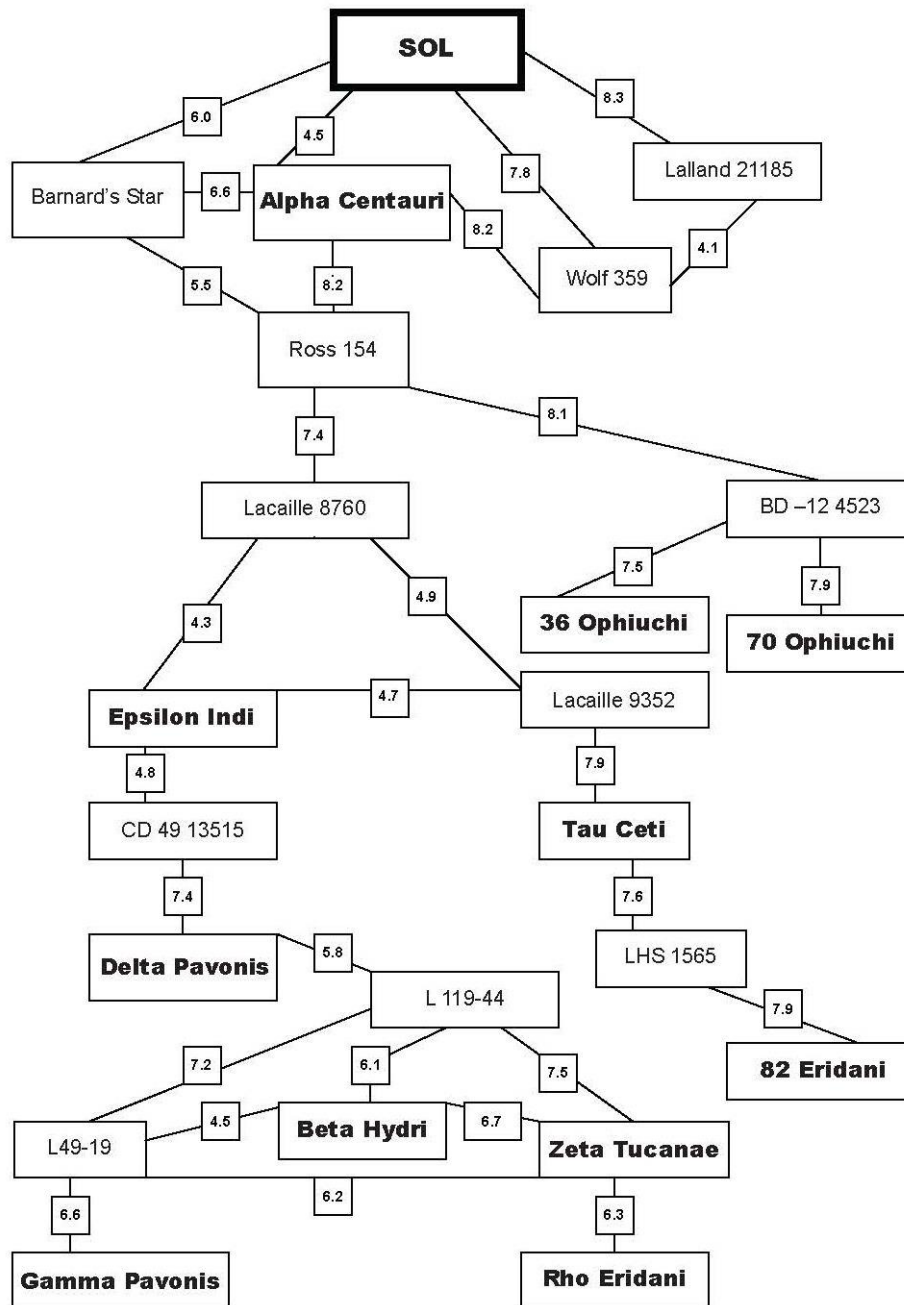 SOL
8.3
6.0
4.5
Lalland 21185
7.8
Barnard's Star
6.6
Alpha Centauri
8.2
4.1
Wolf 359
5.5
8.2
Ross 154
8.1
7.4
Lacaille 8760
BD –12 4523
7.5
7.9
4.9
4.3
36 Ophiuchi
70 Ophiuchi
4.7
Lacaille 9352
Epsilon Indi
4.8
7.9
CD 49 13515
Tau Ceti
7.4
7.6
5.8
LHS 1565
Delta Pavonis
L 119-44
7.9
7.2
6.1
7.5
82 Eridani
4.5
Beta Hydri
6.7
L49-19
Zeta Tucanae
6.2
6.6
6.3
Gamma Pavonis
Rho Eridani